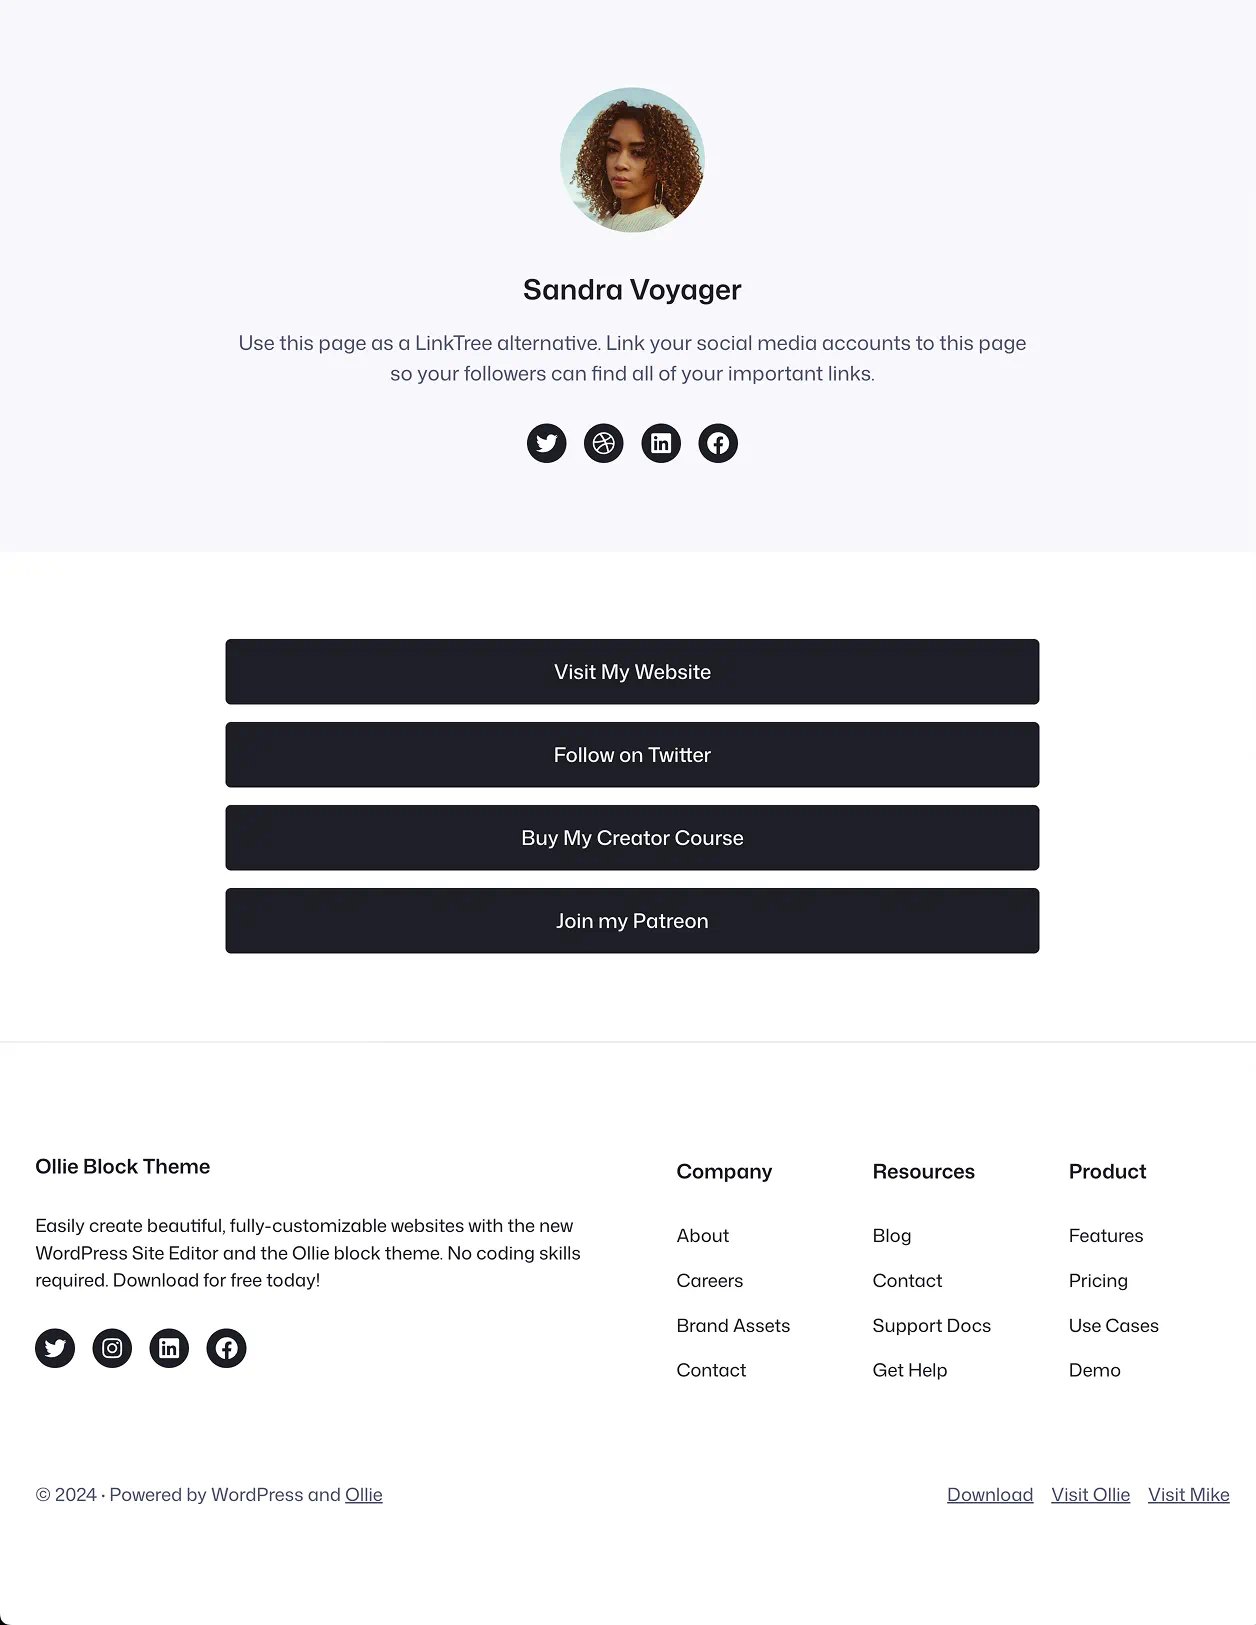 Sandra Voyager
Use this page as a LinkTree alternative. Link your social media accounts to this page
so your followers can find all of your important links.
Visit My Website
Follow on Twitter
Buy My Creator Course
Join my Patreon
Ollie Block Theme
Easily create beautiful, fully-customizable websites with the new
WordPress Site Editor and the Ollie block theme. No coding skills
required. Download for free today!
Company
About
Careers
Brand Assets
Contact
Resources
Blog
Contact
Support Docs
Get Help
Product
Features
Pricing
Use Cases
Demo
© 2024 · Powered by WordPress and Ollie
Download Visit Ollie Visit Mike